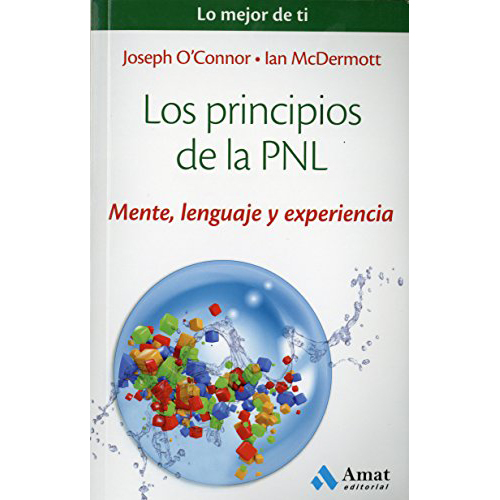 Lo mejor de ti
Joseph O'Connor • Ian McDermott
Los principios
de la PNL
Mente, lenguaje y experiencia
Amat
editorial